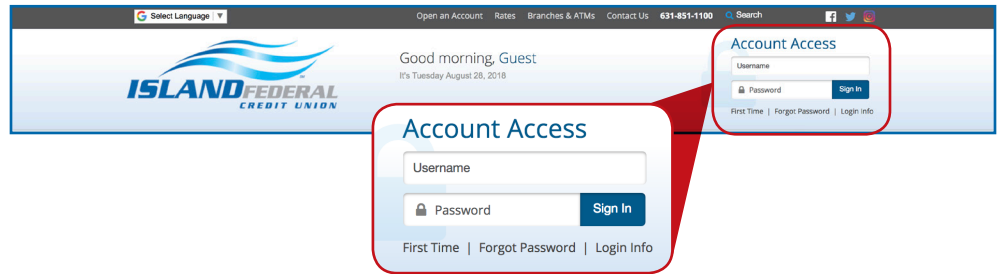 Select Language ▼ Open an Account Rates Branches & ATMs Contact Us 631-851-1100 Search
Good morning, Guest
It's Tuesday August 28, 2018
ISLAND FEDERAL
CREDIT UNION
Account Access
Username
Password Sign In
First Time | Forgot Password | Login Info
Account Access
Username
Password Sign In
First Time | Forgot Password | Login Info